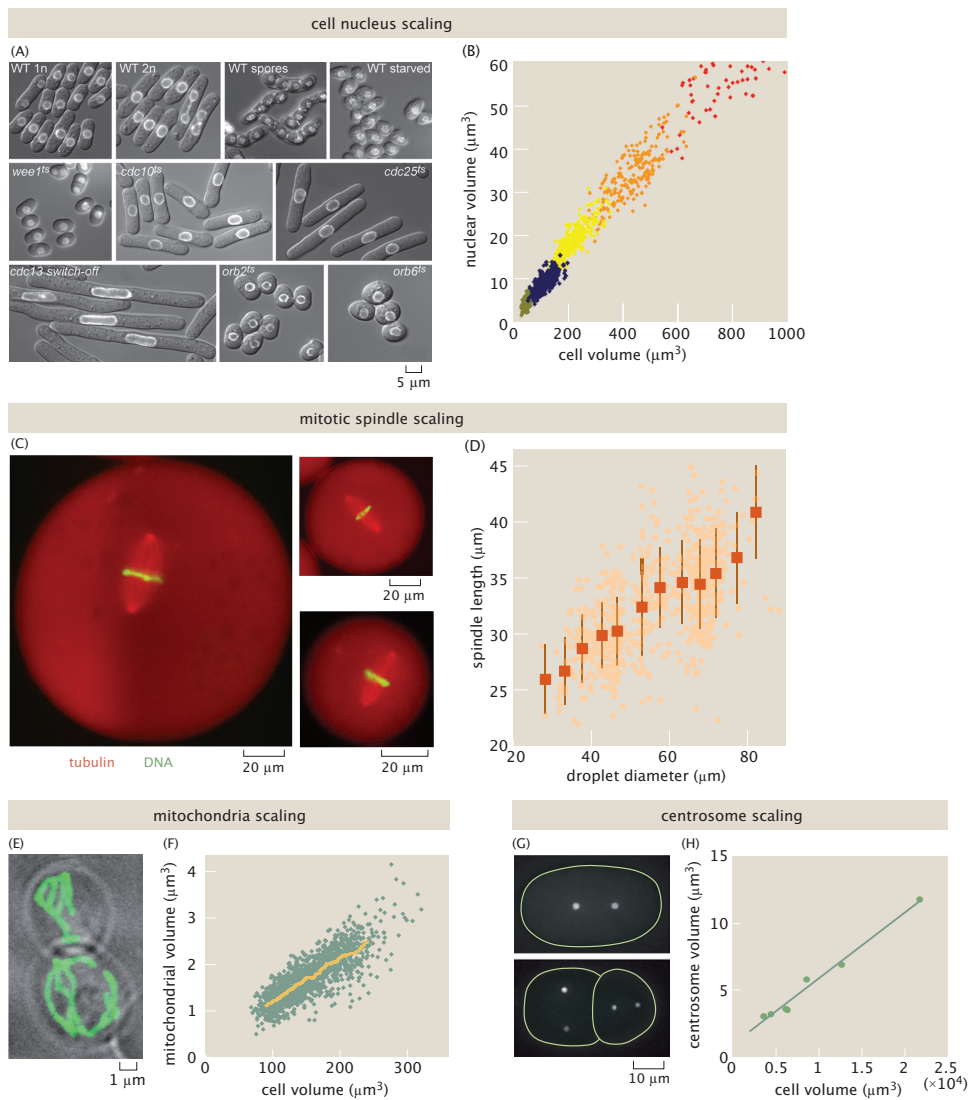 cell nucleus scaling
(A)
WT 1n
WT 2n
WT spores
WT starved
wee1ts
cdc10ts
cdc25ts
cdc13 switch-off
orb2ts
orb6ts
5 μm
(B)
nuclear volume (μm3)
60
50
40
30
20
10
0
0
200
400
600
800
1000
cell volume (μm3)
mitotic spindle scaling
(C)
20 μm
20 μm
20 μm
tubulin
DNA
(D)
spindle length (μm)
45
40
35
30
25
20
20
40
60
80
droplet diameter (μm)
mitochondria scaling
(E)
1 μm
(F)
mitochondrial volume (μm3)
4
3
2
1
0
0
100
200
300
cell volume (μm3)
centrosome scaling
(G)
10 μm
(H)
centrosome volume (μm3)
15
10
5
0
0
0.5
1
1.5
2
2.5
(×10^4)
cell volume (μm3)